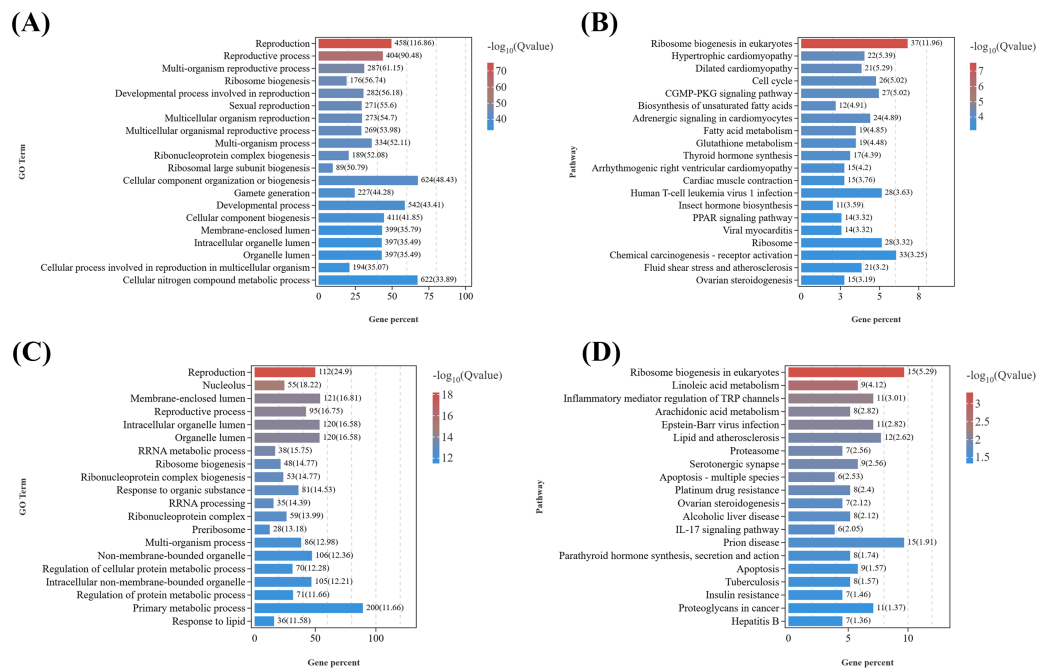 (A)
GO Term
Reproduction 458(116.86)
Reproductive process 404(90.48)
Multi-organism reproductive process 287(61.15)
Ribosome biogenesis 176(56.74)
Developmental process involved in reproduction 282(56.18)
Sexual reproduction 271(55.6)
Multicellular organism reproduction 273(54.7)
Multicellular organismal reproductive process 269(53.98)
Multi-organism process 334(52.11)
Ribonucleoprotein complex biogenesis 189(52.08)
Ribosomal large subunit biogenesis 89(50.79)
Cellular component organization or biogenesis 624(48.43)
Gamete generation 227(44.28)
Developmental process 542(43.41)
Cellular component biogenesis 411(41.85)
Membrane-enclosed lumen 399(35.79)
Intracellular organelle lumen 397(35.49)
Organelle lumen 397(35.49)
Cellular process involved in reproduction in multicellular organism 194(35.07)
Cellular nitrogen compound metabolic process 622(33.89)
0 25 50 75 100
Gene percent
-log10(Qvalue)
70
60
50
40
(B)
Pathway
Ribosome biogenesis in eukaryotes 37(11.96)
Hypertrophic cardiomyopathy 22(5.39)
Dilated cardiomyopathy 21(5.29)
Cell cycle 26(5.02)
CGMP-PKG signaling pathway 27(5.02)
Biosynthesis of unsaturated fatty acids 12(4.91)
Adrenergic signaling in cardiomyocytes 24(4.89)
Fatty acid metabolism 19(4.85)
Glutathione metabolism 19(4.48)
Thyroid hormone synthesis 17(4.39)
Arrhythmogenic right ventricular cardiomyopathy 15(4.2)
Cardiac muscle contraction 15(3.76)
Human T-cell leukemia virus 1 infection 28(3.63)
Insect hormone biosynthesis 11(3.59)
PPAR signaling pathway 14(3.32)
Viral myocarditis 14(3.32)
Ribosome 28(3.32)
Chemical carcinogenesis - receptor activation 33(3.25)
Fluid shear stress and atherosclerosis 21(3.2)
Ovarian steroidogenesis 15(3.19)
0 3 5 8
Gene percent
-log10(Qvalue)
7
6
5
4
(C)
GO Term
Reproduction 112(24.9)
Nucleolus 55(18.22)
Membrane-enclosed lumen 121(16.81)
Reproductive process 95(16.75)
Intracellular organelle lumen 120(16.58)
Organelle lumen 120(16.58)
RRNA metabolic process 38(15.75)
Ribosome biogenesis 48(14.77)
Ribonucleoprotein complex biogenesis 53(14.77)
Response to organic substance 81(14.53)
RRNA processing 35(14.39)
Ribonucleoprotein complex 59(13.99)
Preribosome 28(13.18)
Multi-organism process 86(12.98)
Non-membrane-bounded organelle 106(12.36)
Regulation of cellular protein metabolic process 70(12.28)
Intracellular non-membrane-bounded organelle 105(12.21)
Regulation of protein metabolic process 71(11.66)
Primary metabolic process 200(11.66)
Response to lipid 36(11.58)
0 50 100
Gene percent
-log10(Qvalue)
18
16
14
12
(D)
Pathway
Ribosome biogenesis in eukaryotes 15(5.29)
Linoleic acid metabolism 9(4.12)
Inflammatory mediator regulation of TRP channels 11(3.01)
Arachidonic acid metabolism 8(2.82)
Epstein-Barr virus infection 11(2.82)
Lipid and atherosclerosis 12(2.62)
Proteasome 7(2.56)
Serotonergic synapse 9(2.56)
Apoptosis - multiple species 6(2.53)
Platinum drug resistance 8(2.4)
Ovarian steroidogenesis 7(2.12)
Alcoholic liver disease 8(2.12)
IL-17 signaling pathway 6(2.05)
Prion disease 15(1.91)
Parathyroid hormone synthesis, secretion and action 8(1.74)
Apoptosis 9(1.57)
Tuberculosis 8(1.57)
Insulin resistance 7(1.46)
Proteoglycans in cancer 11(1.37)
Hepatitis B 7(1.36)
0 5 10
Gene percent
-log10(Qvalue)
3
2.5
2
1.5